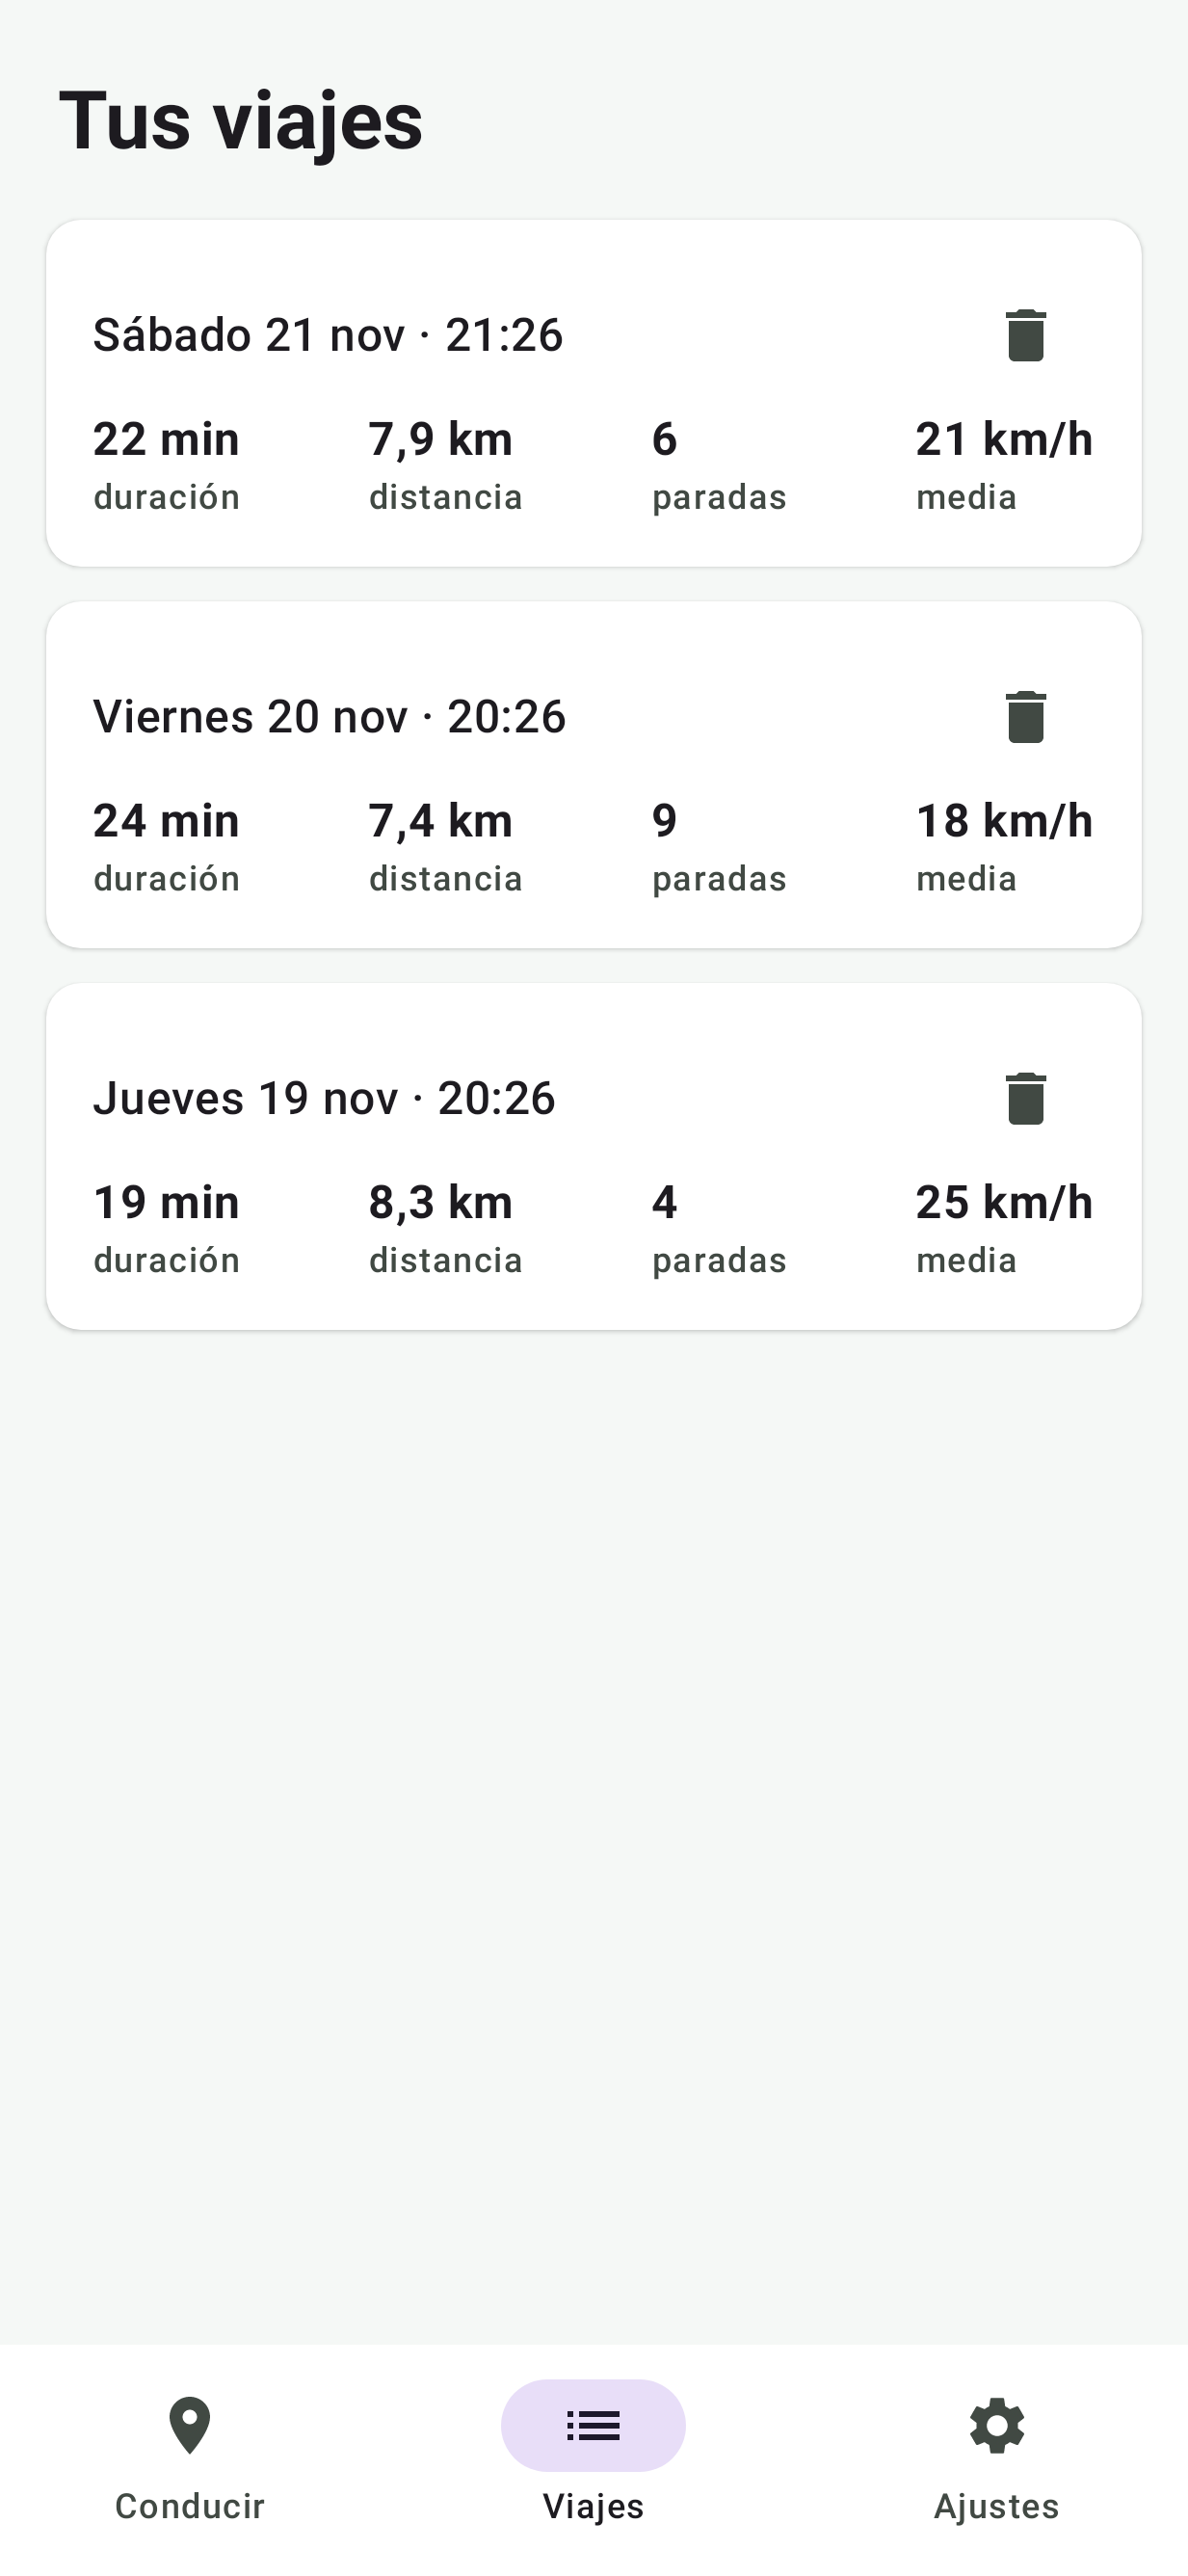 Tus viajes
Sábado 21 nov · 21:26
22 min 7,9 km 6 21 km/h
duración distancia paradas media
Viernes 20 nov · 20:26
24 min 7,4 km 9 18 km/h
duración distancia paradas media
Jueves 19 nov · 20:26
19 min 8,3 km 4 25 km/h
duración distancia paradas media
Conducir Viajes Ajustes